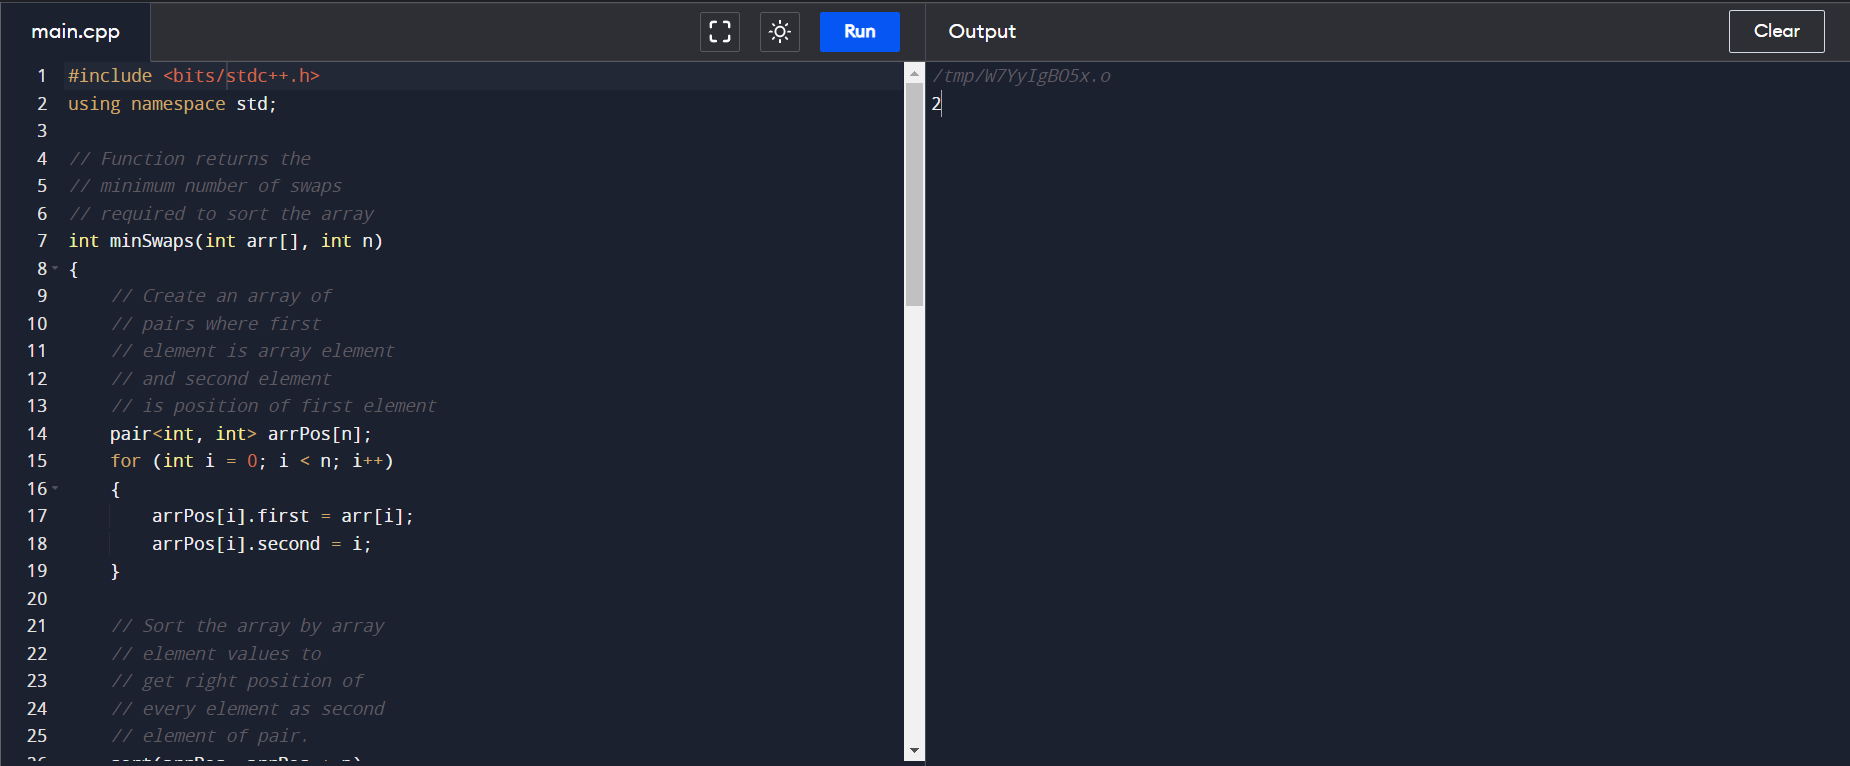 main.cpp
Run
Output
Clear
1 #include <bits/stdc++.h>
2 using namespace std;
3
4 // Function returns the
5 // minimum number of swaps
6 // required to sort the array
7 int minSwaps(int arr[], int n)
8 {
9 // Create an array of
10 // pairs where first
11 // element is array element
12 // and second element
13 // is position of first element
14 pair<int, int> arrPos[n];
15 for (int i = 0; i < n; i++)
16 {
17 arrPos[i].first = arr[i];
18 arrPos[i].second = i;
19 }
20
21 // Sort the array by array
22 // element values to
23 // get right position of
24 // every element as second
25 // element of pair.
/tmp/W7YyIgBO5x.o
2